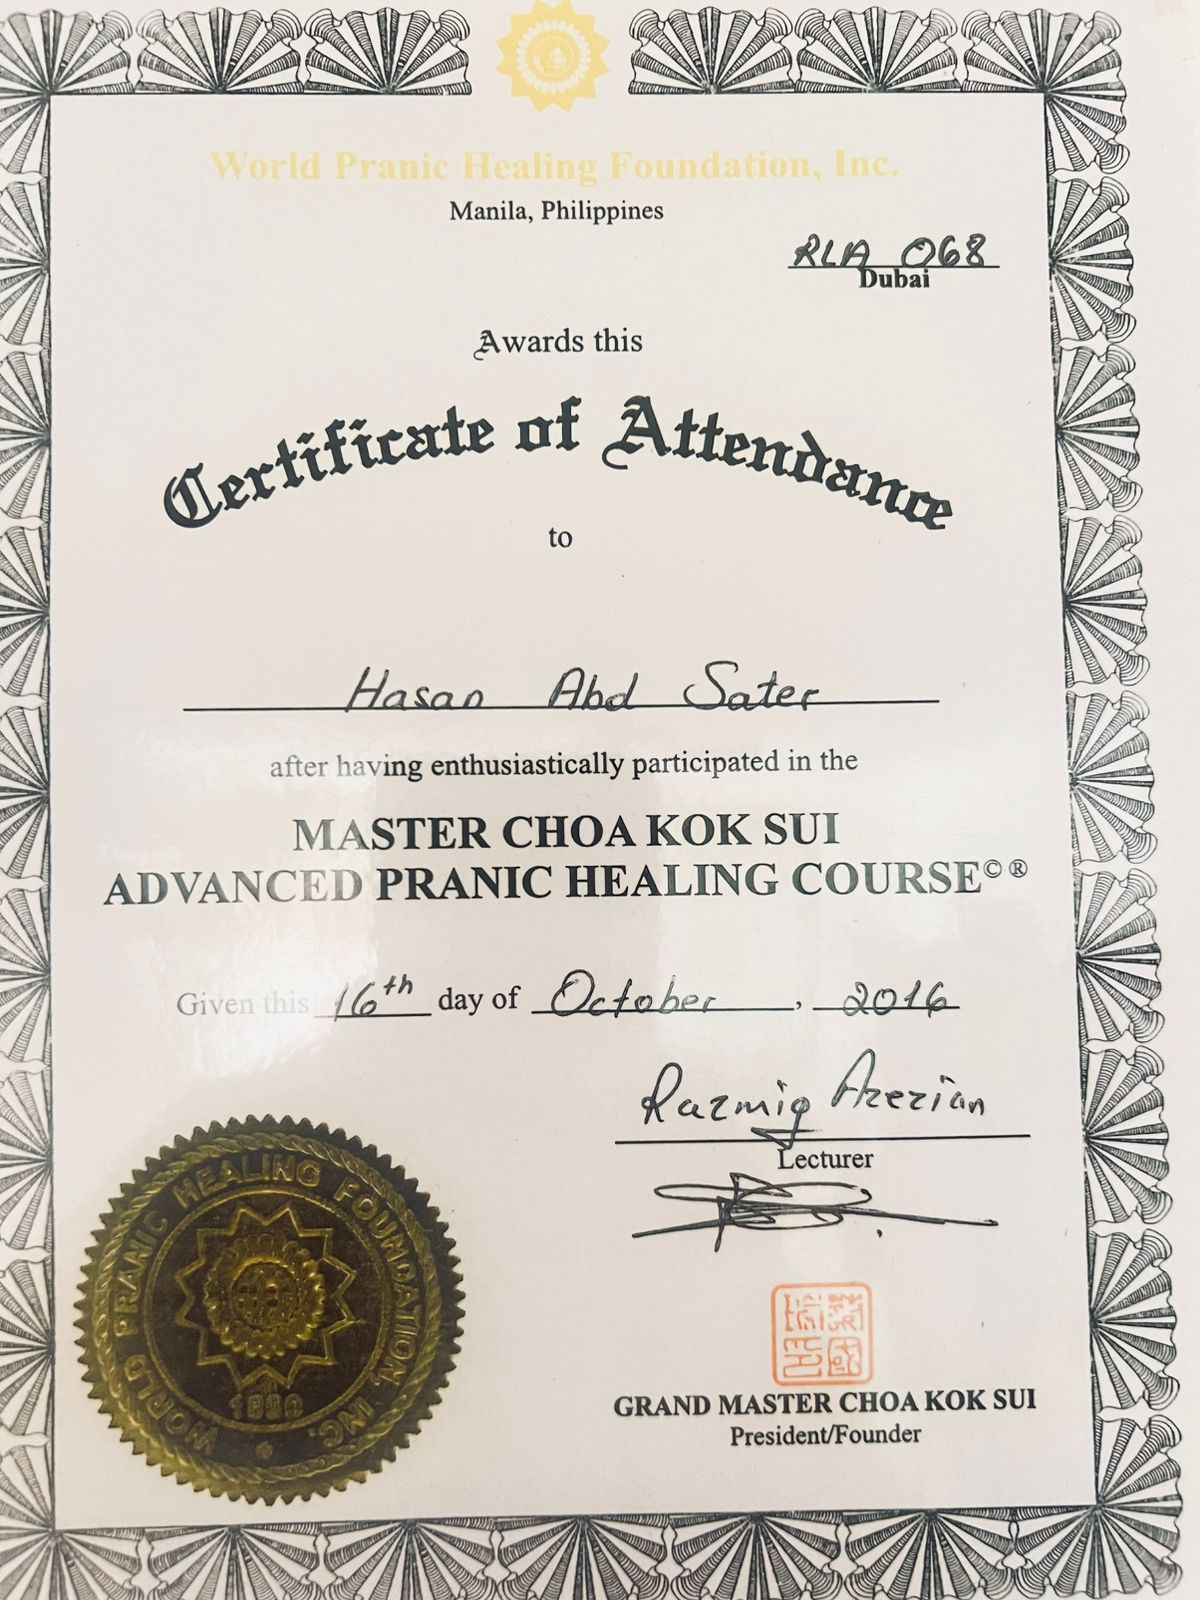 World Pranic Healing Foundation, Inc.
Manila, Philippines
RLA 068
Dubai
Awards this
Certificate of Attendance
to
Hasan Abd Sater
after having enthusiastically participated in the
MASTER CHOA KOK SUI
ADVANCED PRANIC HEALING COURSE©®
Given this 16th day of October, 2016
Razmig Arezian
Lecturer
WORLD PRANIC HEALING FOUNDATION, INC.
GRAND MASTER CHOA KOK SUI
President/Founder